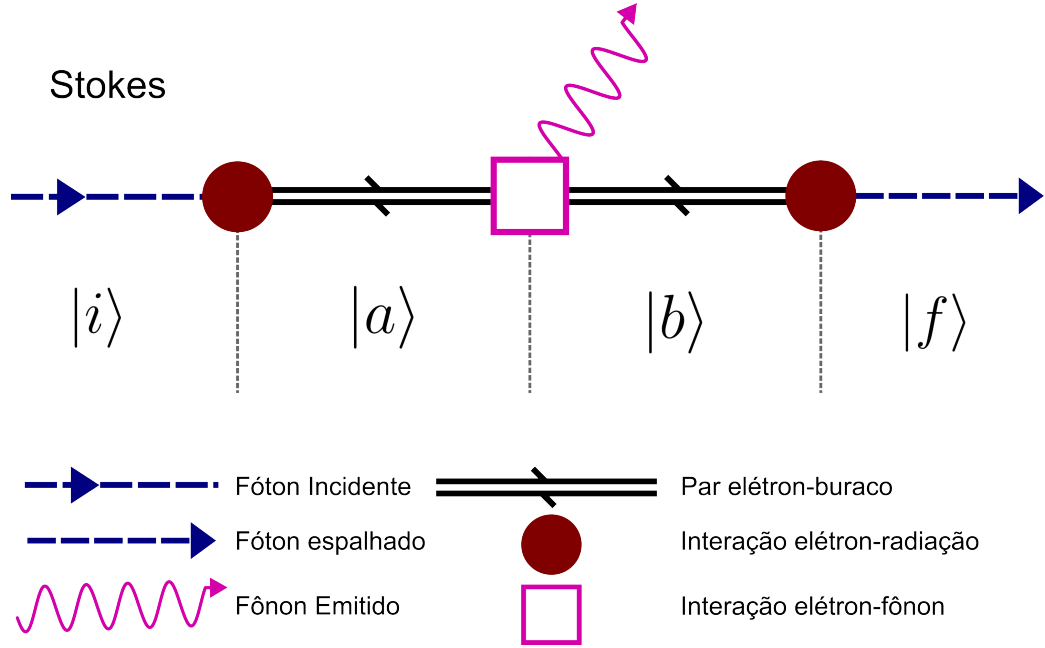 Stokes
|i⟩ |a⟩ |b⟩ |f⟩
Fóton Incidente
Par elétron-buraco
Fóton espalhado
Interação elétron-radiação
Fônon Emitido
Interação elétron-fônon